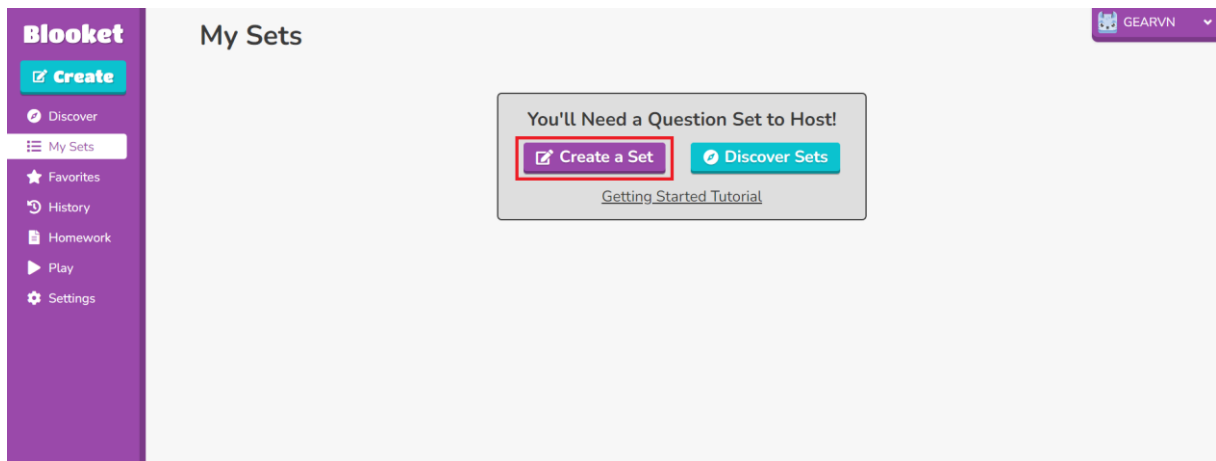 Blooket
Create
Discover
My Sets
Favorites
History
Homework
Play
Settings
My Sets
GEARVN
You'll Need a Question Set to Host!
Create a Set
Discover Sets
Getting Started Tutorial